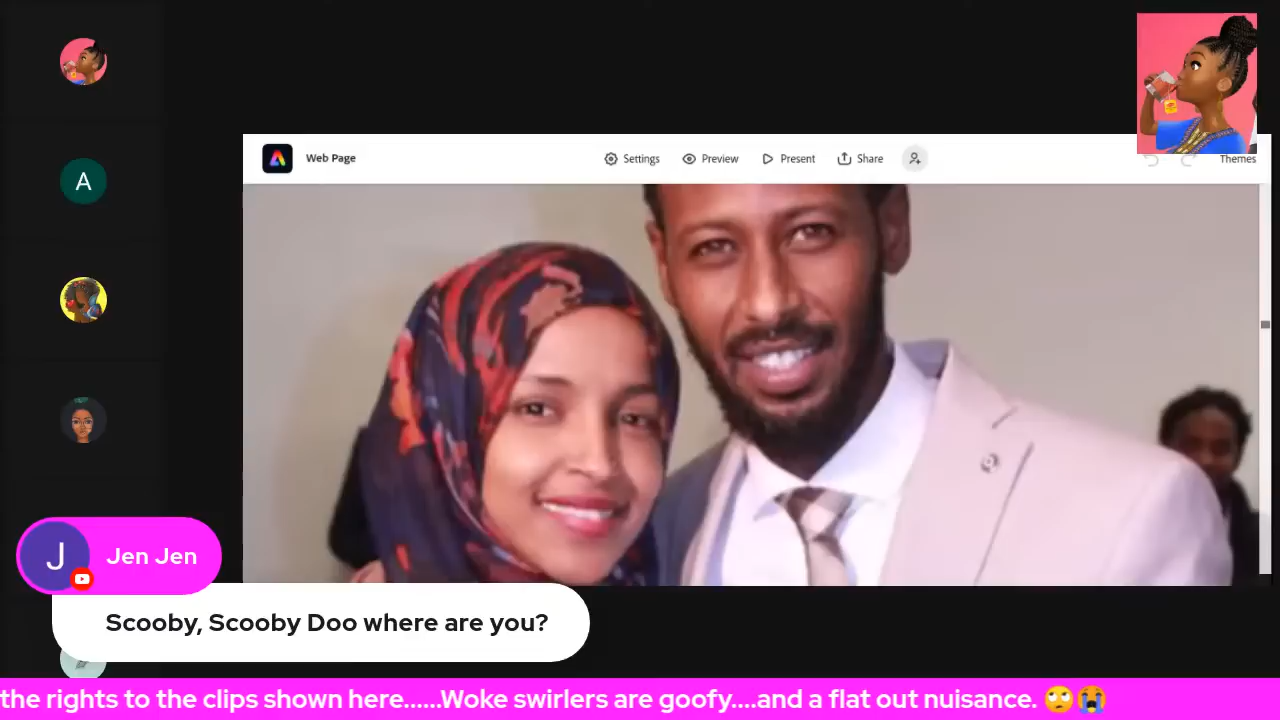 Web Page
Settings
Preview
Present
Share
Themes
A
J
Jen Jen
Scooby, Scooby Doo where are you?
the rights to the clips shown here......Woke swirlers are goofy....and a flat out nuisance. 🙄😭